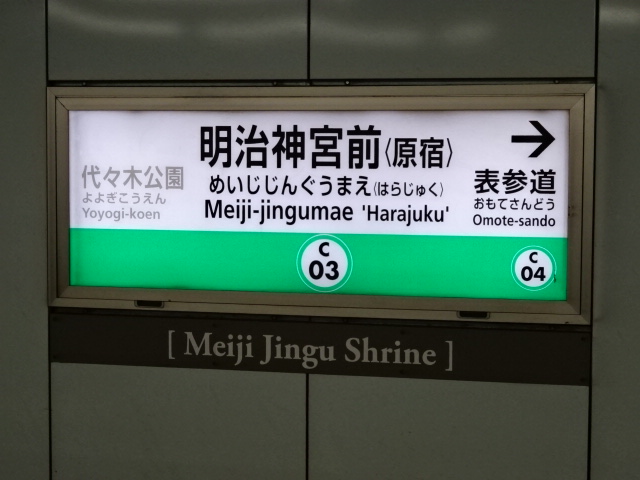 代々木公園
よよぎこうえん
Yoyogi-koen
明治神宮前〈原宿〉
めいじじんぐうまえ〈はらじゅく〉
Meiji-jingumae 'Harajuku'
C
03
→
表参道
おもてさんどう
Omote-sando
C
04
[ Meiji Jingu Shrine ]